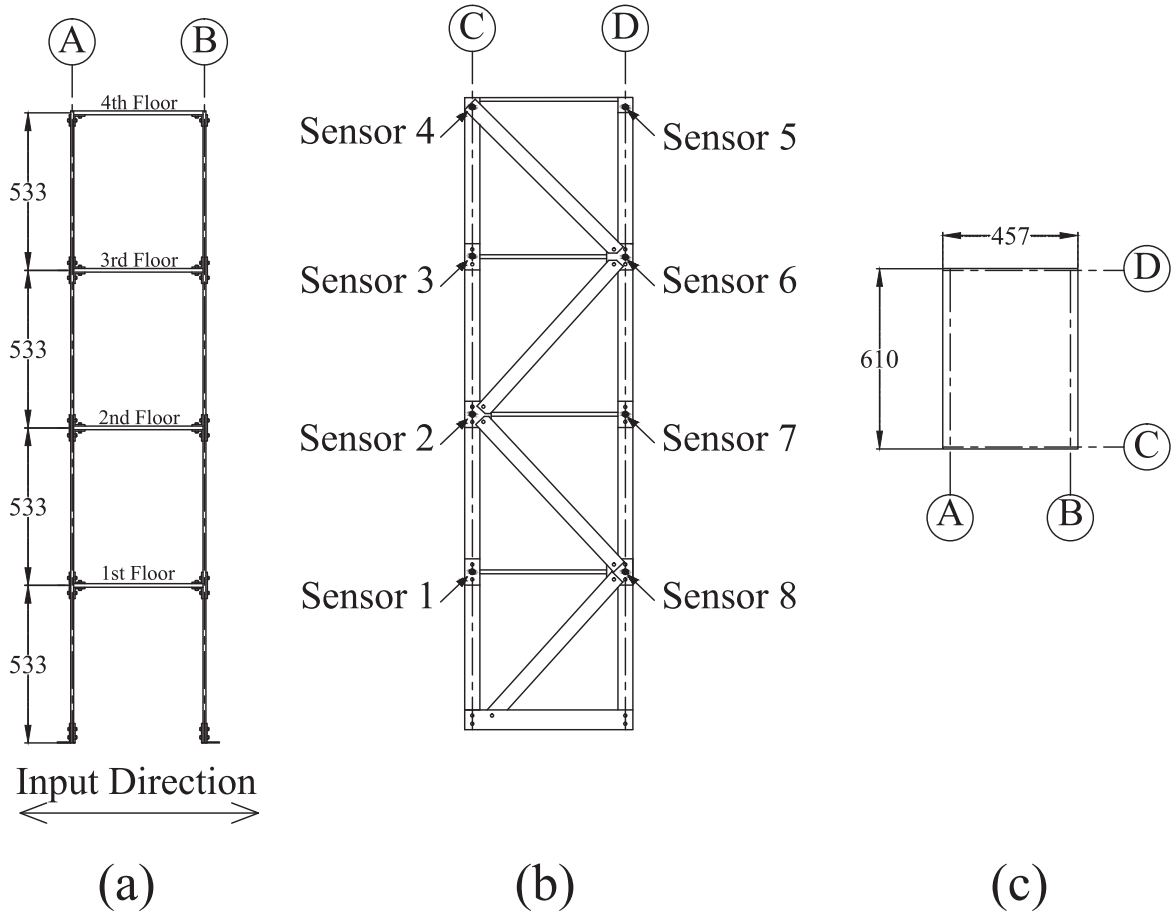 A
B
4th Floor
533
3rd Floor
533
2nd Floor
533
1st Floor
533
Input Direction
(a)
C
D
Sensor 4
Sensor 5
Sensor 3
Sensor 6
Sensor 2
Sensor 7
Sensor 1
Sensor 8
(b)
457
D
610
C
A
B
(c)